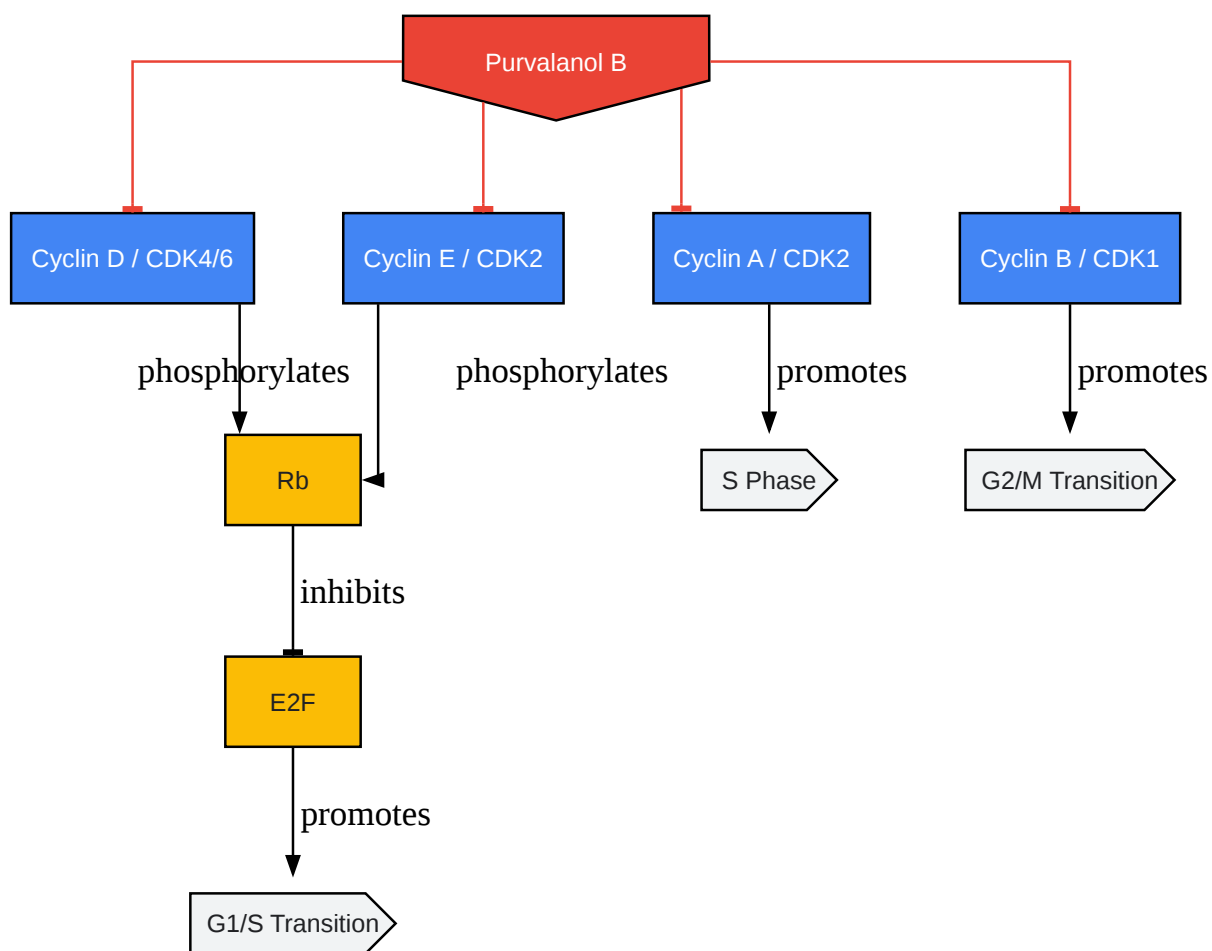 Purvalanol B
Cyclin D / CDK4/6
Cyclin E / CDK2
Cyclin A / CDK2
Cyclin B / CDK1
phosphorylates
phosphorylates
promotes
promotes
Rb
S Phase
G2/M Transition
inhibits
E2F
promotes
G1/S Transition